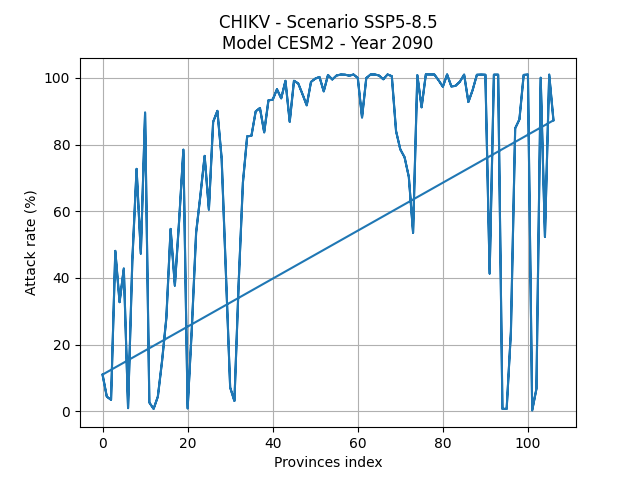 CHIKV - Scenario SSP5-8.5
Model CESM2 - Year 2090
100
80
60
40
20
0
Attack rate (%)
0 20 40 60 80 100
Provinces index